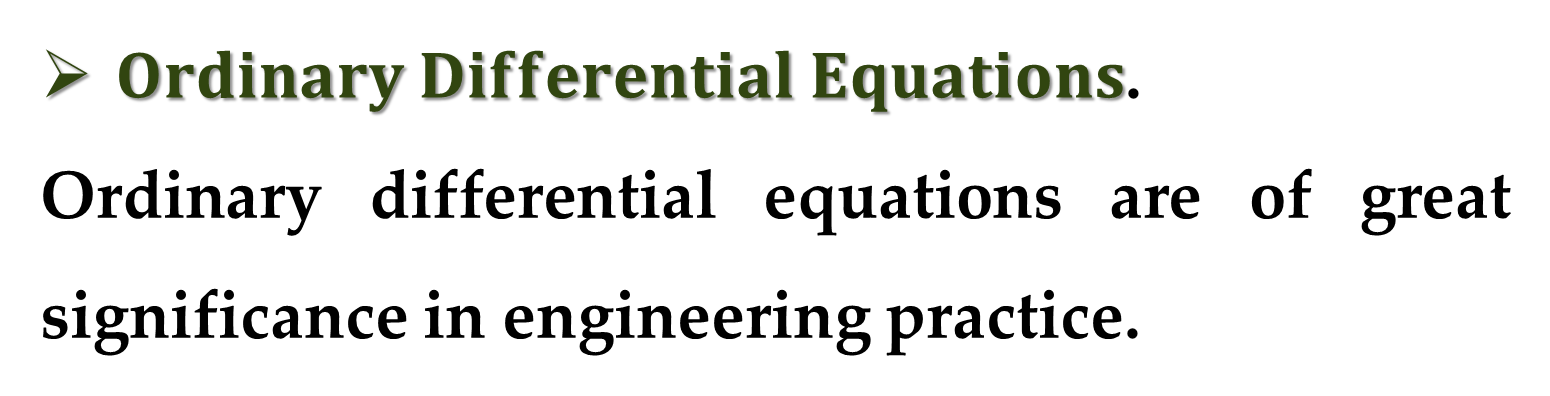 ➢ Ordinary Differential Equations.
Ordinary differential equations are of great
significance in engineering practice.